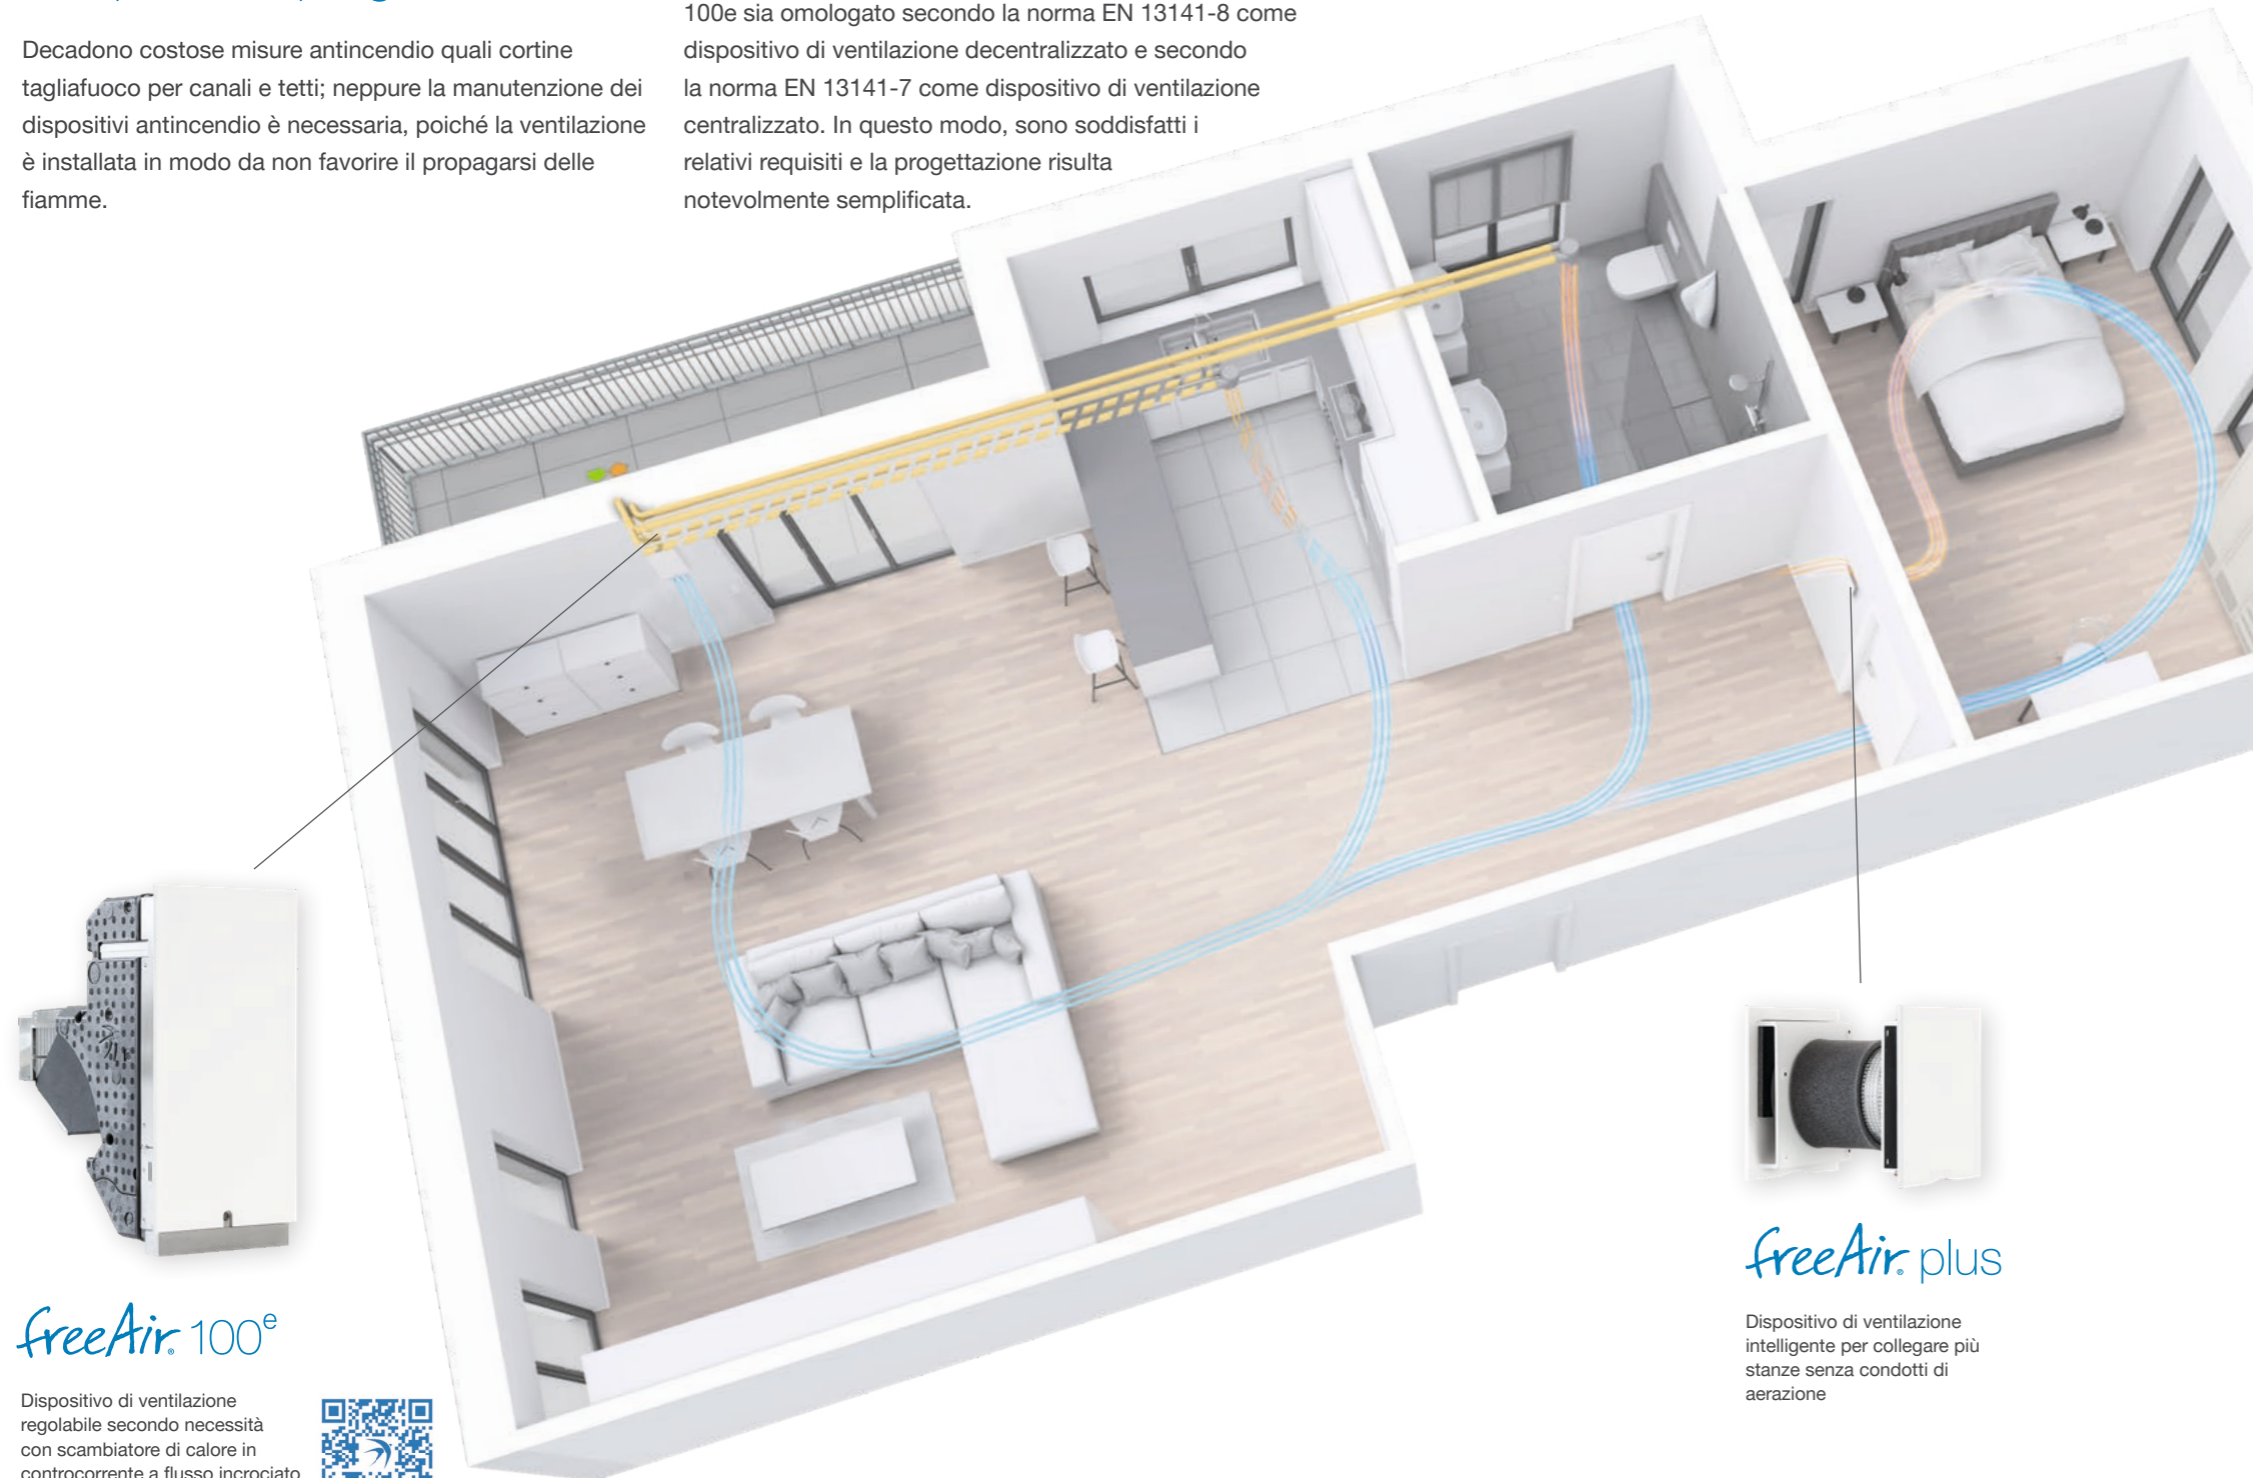 Decadono costose misure antincendio quali cortine
tagliafuoco per canali e tetti; neppure la manutenzione dei
dispositivi antincendio è necessaria, poiché la ventilazione
è installata in modo da non favorire il propagarsi delle
fiamme.
100e sia omologato secondo la norma EN 13141-8 come
dispositivo di ventilazione decentralizzato e secondo
la norma EN 13141-7 come dispositivo di ventilazione
centralizzato. In questo modo, sono soddisfatti i
relativi requisiti e la progettazione risulta
notevolmente semplificata.
freeAir® 100e
Dispositivo di ventilazione
regolabile secondo necessità
con scambiatore di calore in
controcorrente a flusso incrociato
freeAir® plus
Dispositivo di ventilazione
intelligente per collegare più
stanze senza condotti di
aerazione